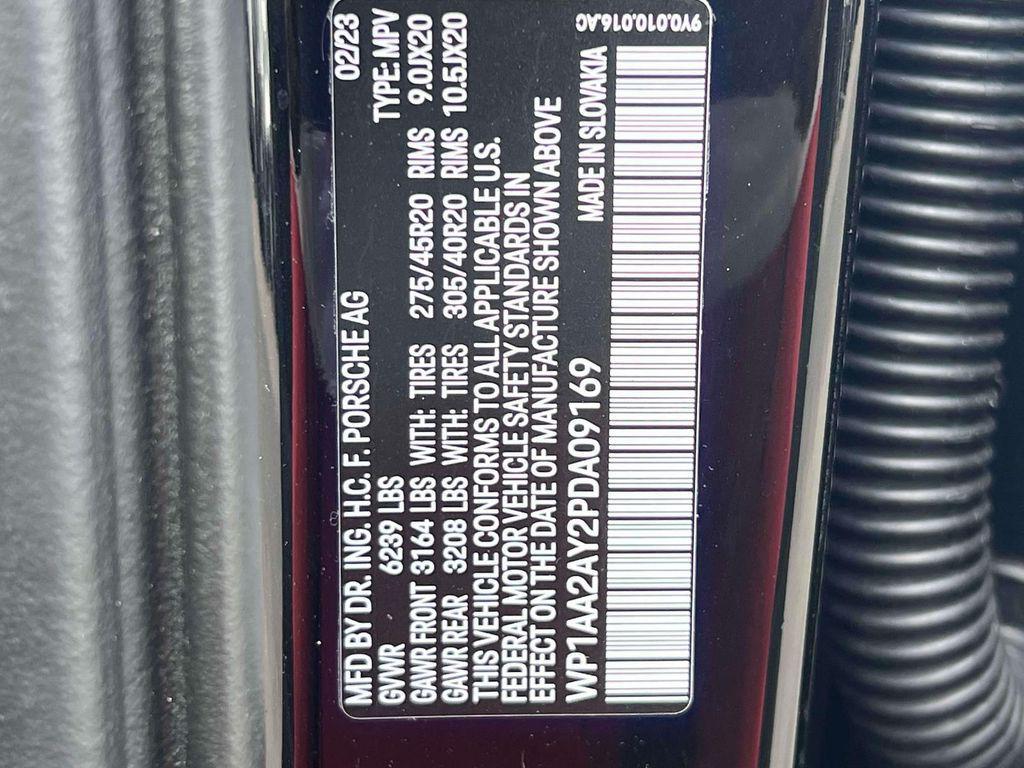 MFD BY DR. ING. H.C. F. PORSCHE AG 02/23
GVWR 6239 LBS TYPE: MPV
GAWR FRONT 3164 LBS WITH: TIRES 275/45R20 RIMS 9.0JX20
GAWR REAR 3208 LBS WITH: TIRES 305/40R20 RIMS 10.5JX20
THIS VEHICLE CONFORMS TO ALL APPLICABLE U.S.
FEDERAL MOTOR VEHICLE SAFETY STANDARDS IN
EFFECT ON THE DATE OF MANUFACTURE SHOWN ABOVE
WP1AA2AY2PDA09169 MADE IN SLOVAKIA
9Y0.010.016.AC